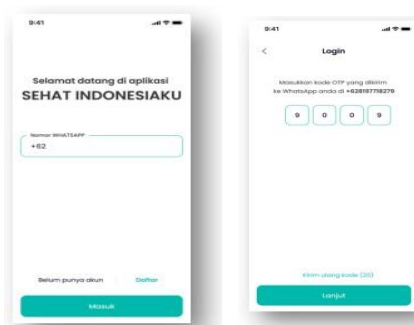 9:41
Selamat datang di aplikasi
SEHAT INDONESIAKU
Nomor WHATSAPP
+62
Belum punya akun Daftar
Masuk
9:41
Login
Masukkan kode OTP yang dikirim
ke WhatsApp anda di +628197718279
9 0 0 9
Kirim ulang kode (20)
Lanjut